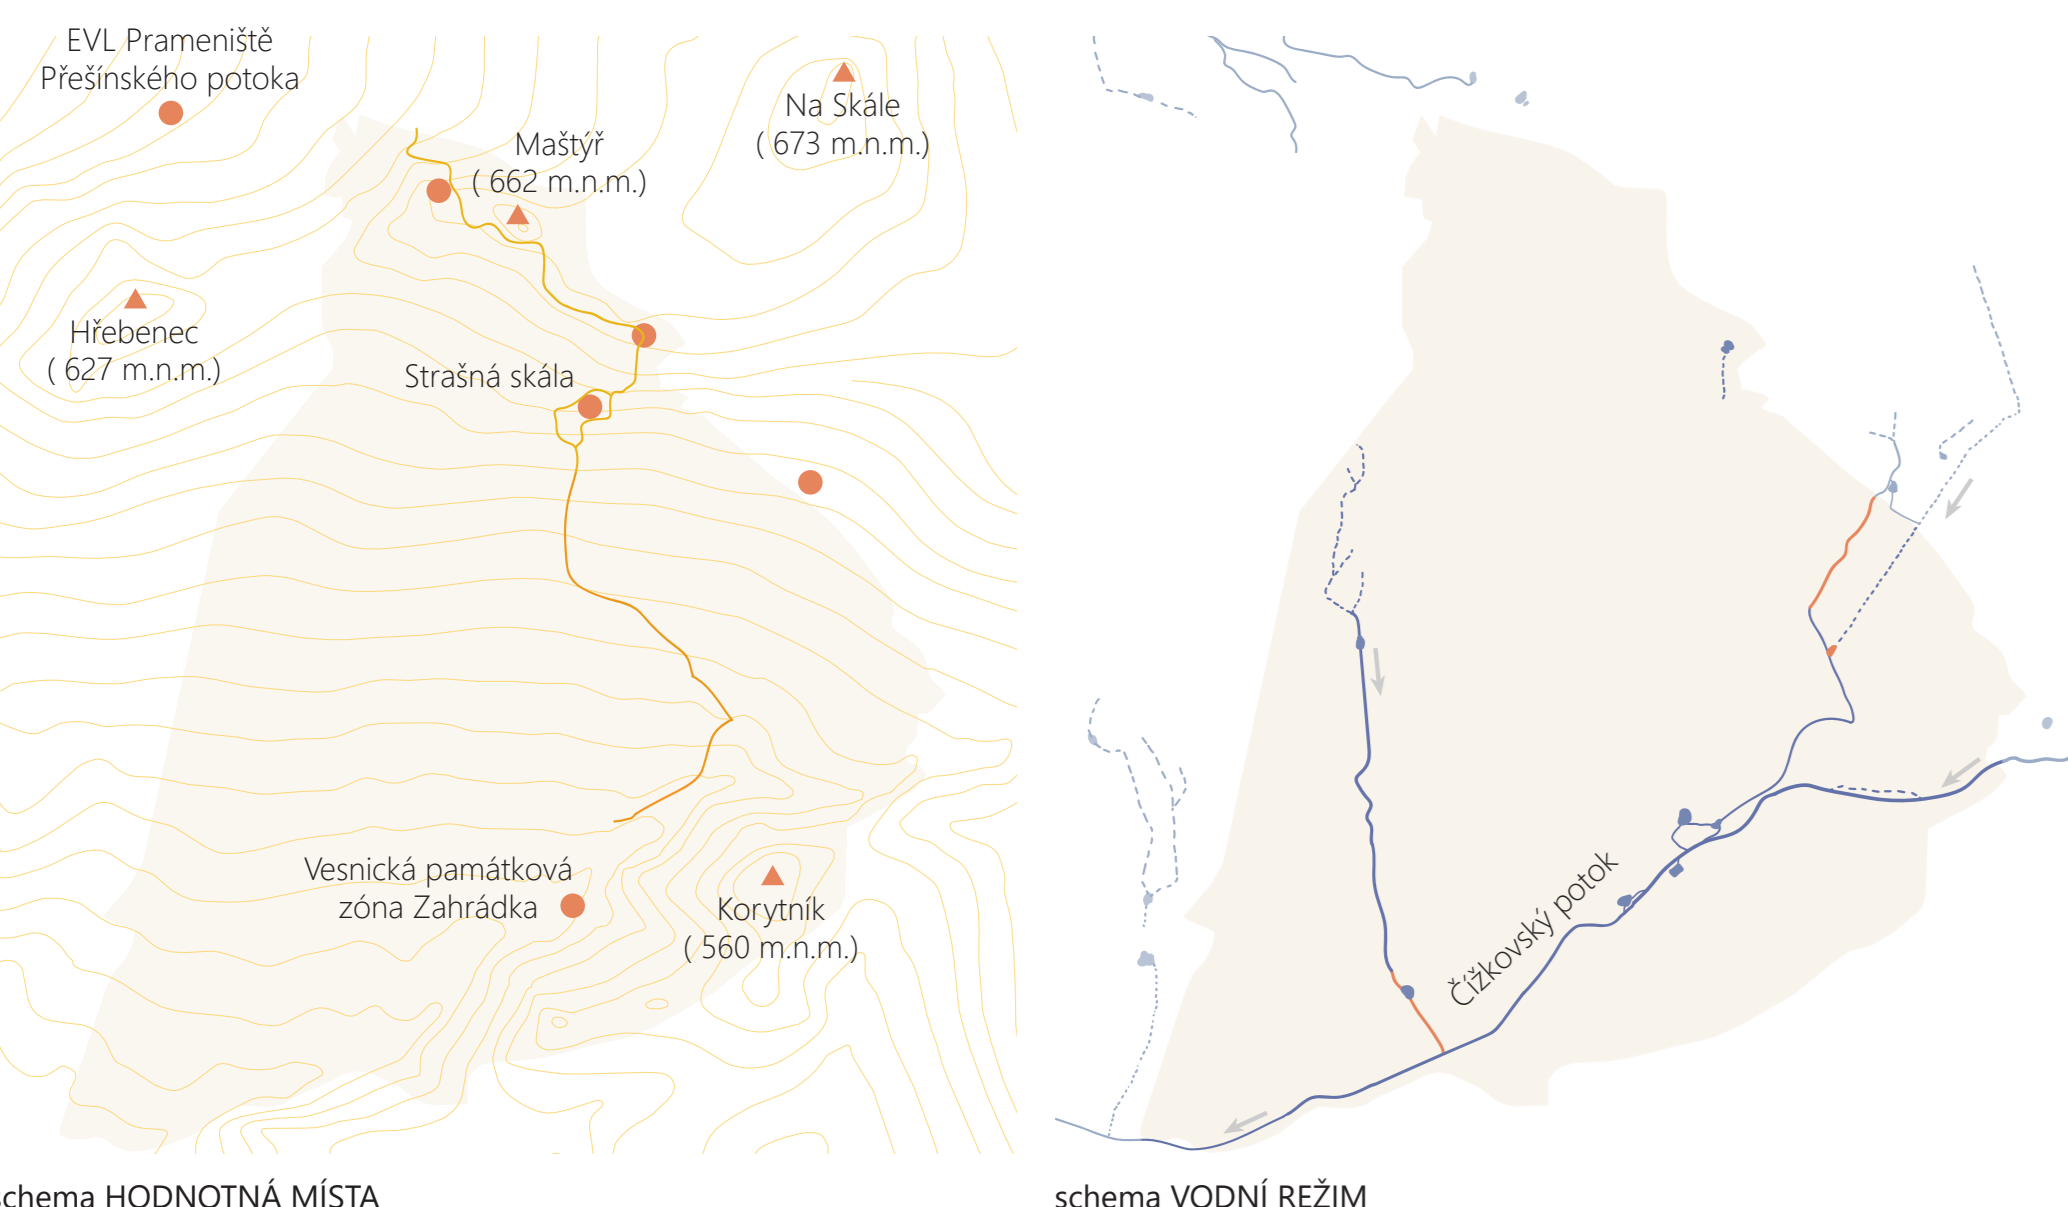 EVL Prameniště
Přešínského potoka
Na Skále
( 673 m.n.m.)
Maštýř
( 662 m.n.m.)
Hřebenec
( 627 m.n.m.)
Strašná skála
Vesnická památková
zóna Zahrádka
Korytník
( 560 m.n.m.)
schema HODNOTNÁ MÍSTA
Čížkovský potok
schema VODNÍ REŽIM